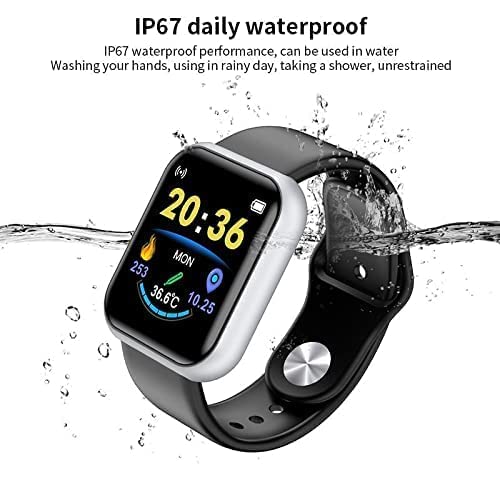 IP67 daily waterproof
IP67 waterproof performance, can be used in water
Washing your hands, using in rainy day, taking a shower, unrestrained
20:36
MON
253
36.6℃
10.25